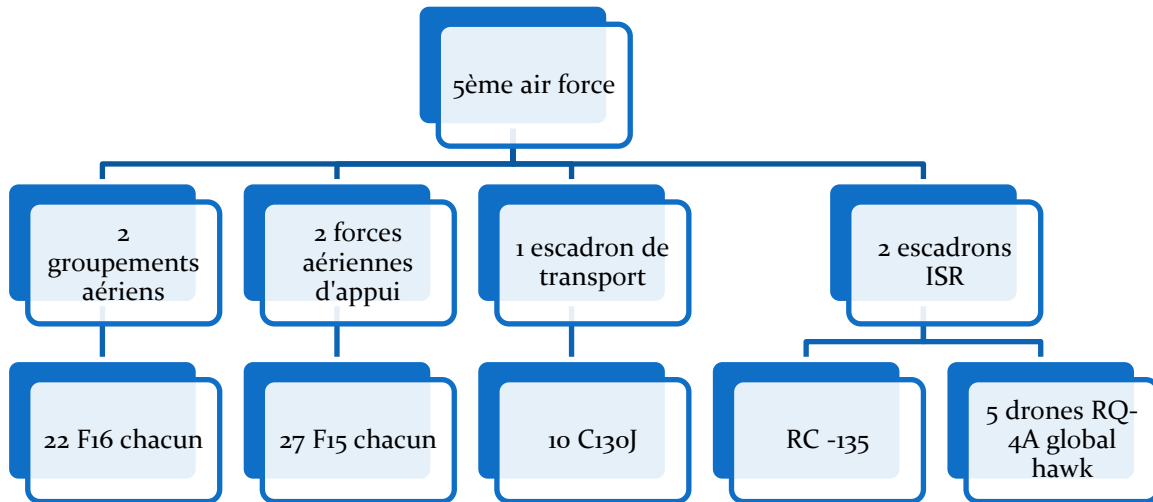 5ème air force
2
groupements
aériens
2 forces
aériennes
d'appui
1 escadron de
transport
2 escadrons
ISR
22 F16 chacun
27 F15 chacun
10 C130J
RC -135
5 drones RQ-
4A global
hawk